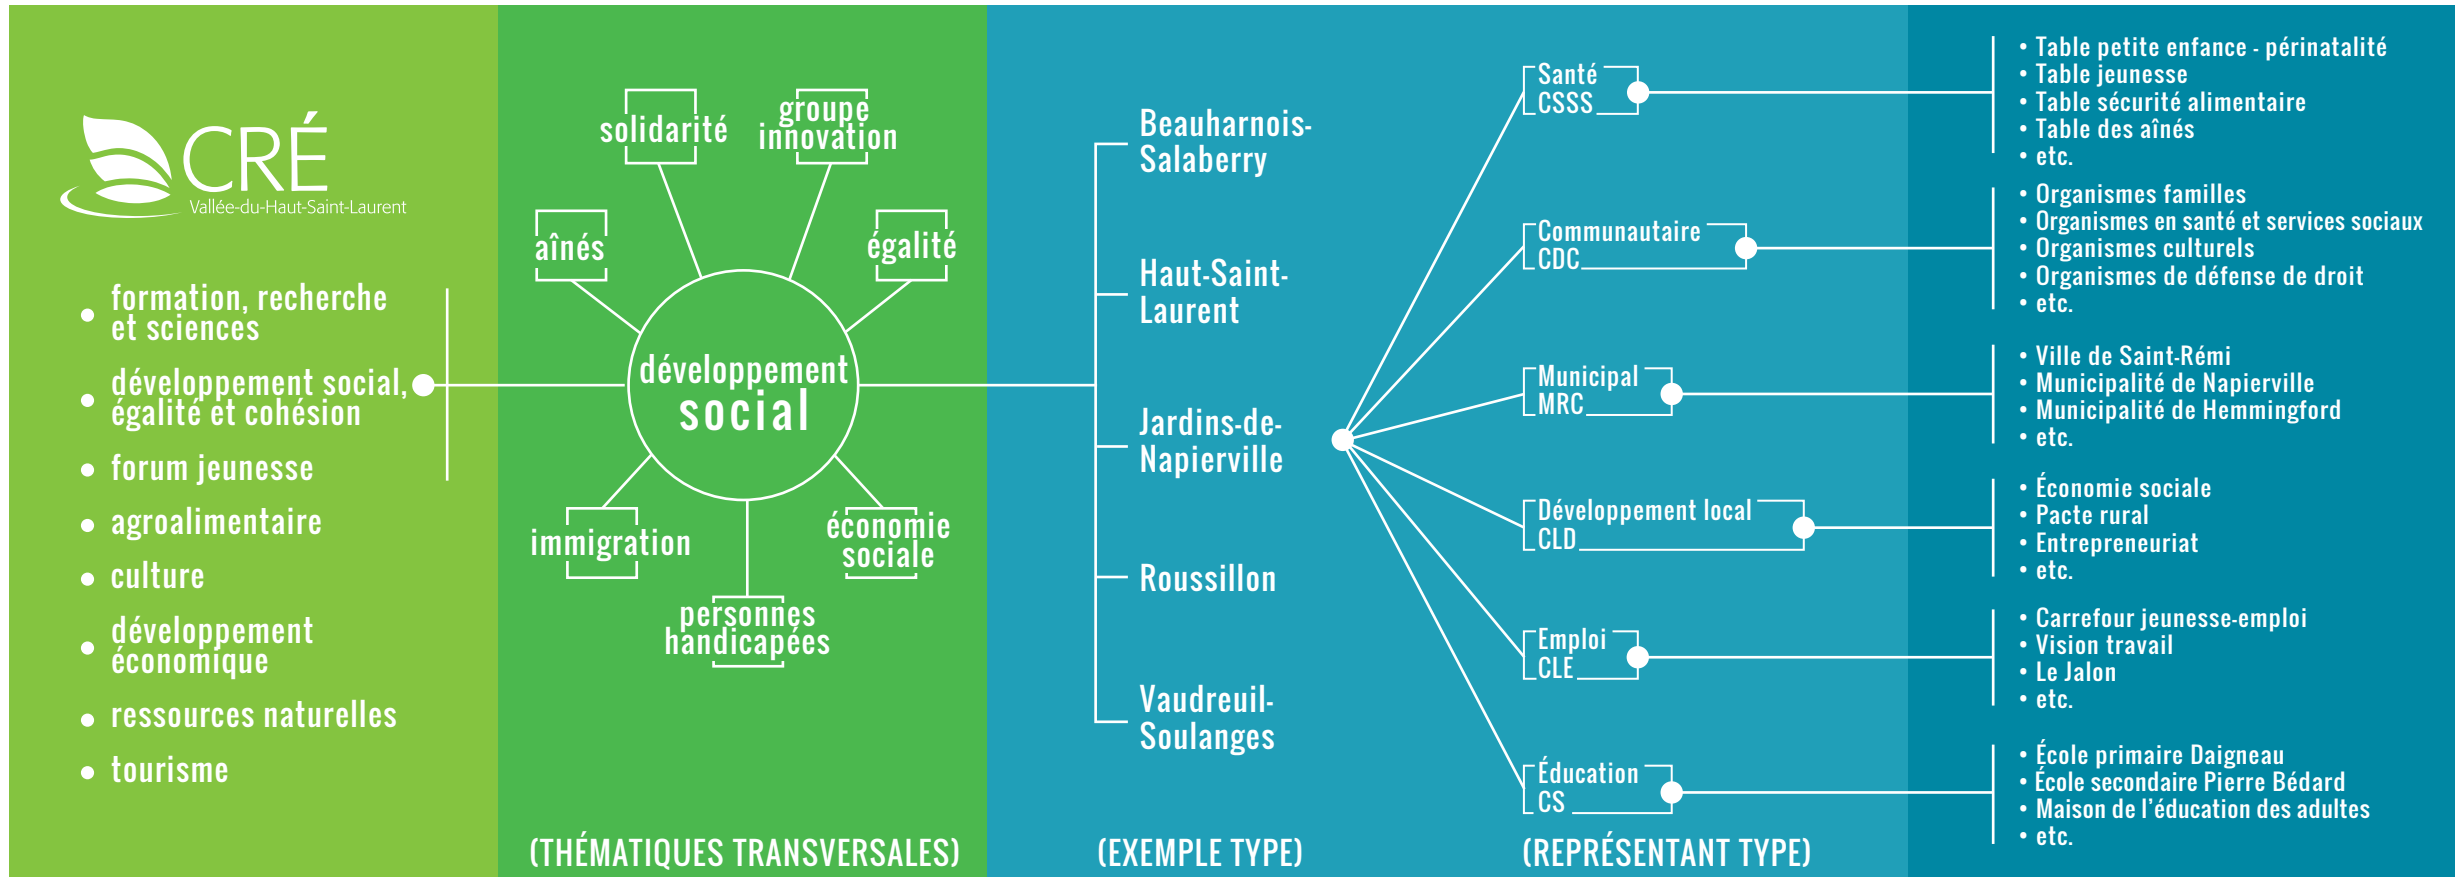 CRÉ
Vallée-du-Haut-Saint-Laurent
• formation, recherche
et sciences
• développement social,
égalité et cohésion
• forum jeunesse
• agroalimentaire
• culture
• développement
économique
• ressources naturelles
• tourisme
solidarité
groupe
innovation
aînés
égalité
développement
social
immigration
économie
sociale
personnes
handicapées
(THÉMATIQUES TRANSVERSALES)
Beauharnois-
Salaberry
Haut-Saint-
Laurent
Jardins-de-
Napierville
Roussillon
Vaudreuil-
Soulanges
(EXEMPLE TYPE)
Santé
CSSS
Communautaire
CDC
Municipal
MRC
Développement local
CLD
Emploi
CLE
Éducation
CS
(REPRÉSENTANT TYPE)
• Table petite enfance - périnatalité
• Table jeunesse
• Table sécurité alimentaire
• Table des aînés
• etc.
• Organismes familles
• Organismes en santé et services sociaux
• Organismes culturels
• Organismes de défense de droit
• etc.
• Ville de Saint-Rémi
• Municipalité de Napierville
• Municipalité de Hemmingford
• etc.
• Économie sociale
• Pacte rural
• Entrepreneuriat
• etc.
• Carrefour jeunesse-emploi
• Vision travail
• Le Jalon
• etc.
• École primaire Daigneau
• École secondaire Pierre Bédard
• Maison de l'éducation des adultes
• etc.